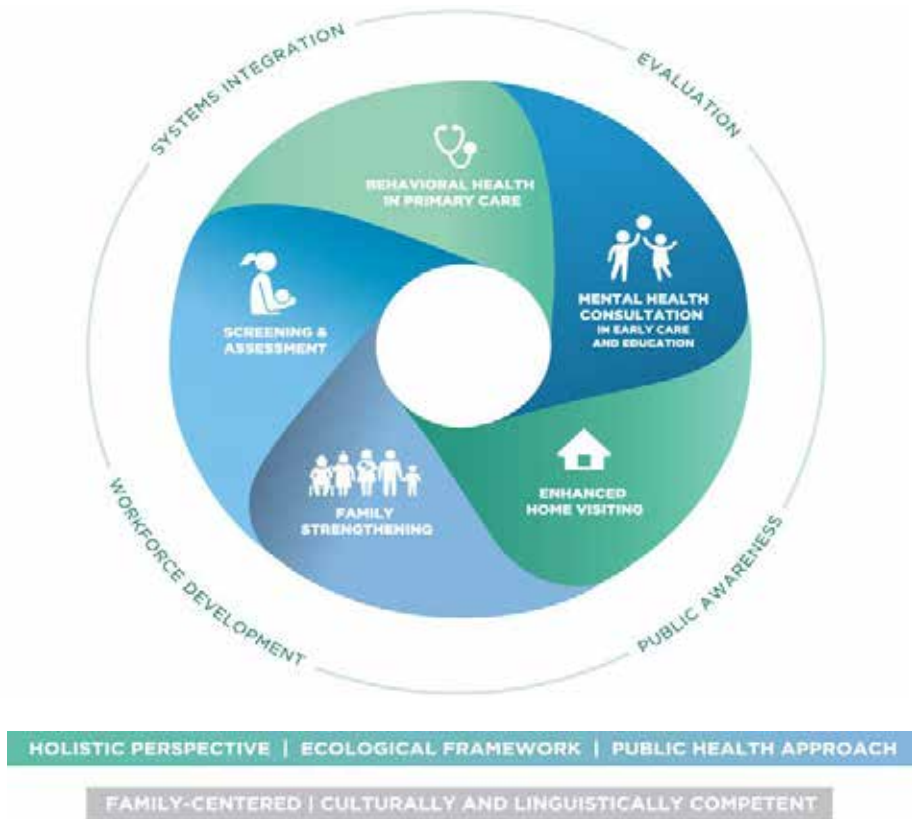 SYSTEMS INTEGRATION
EVALUATION
BEHAVIORAL HEALTH
IN PRIMARY CARE
MENTAL HEALTH
CONSULTATION
IN EARLY CARE
AND EDUCATION
SCREENING &
ASSESSMENT
ENHANCED
HOME VISITING
FAMILY
STRENGTHENING
WORKFORCE DEVELOPMENT
PUBLIC AWARENESS
HOLISTIC PERSPECTIVE | ECOLOGICAL FRAMEWORK | PUBLIC HEALTH APPROACH
FAMILY-CENTERED | CULTURALLY AND LINGUISTICALLY COMPETENT